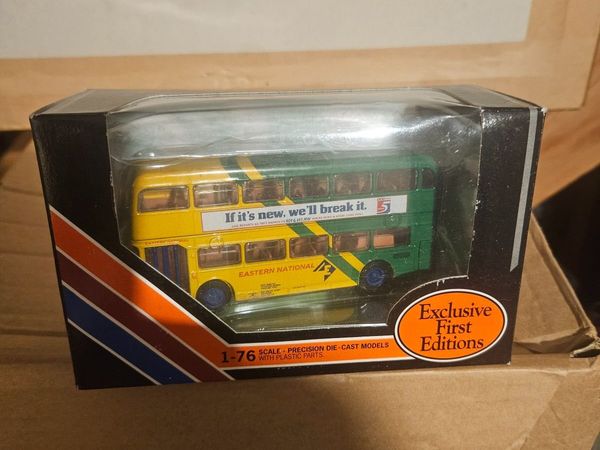 If it's new, we'll break it.
5
EASTERN NATIONAL
Exclusive
First
Editions
1-76 SCALE · PRECISION DIE-CAST MODELS
WITH PLASTIC PARTS.